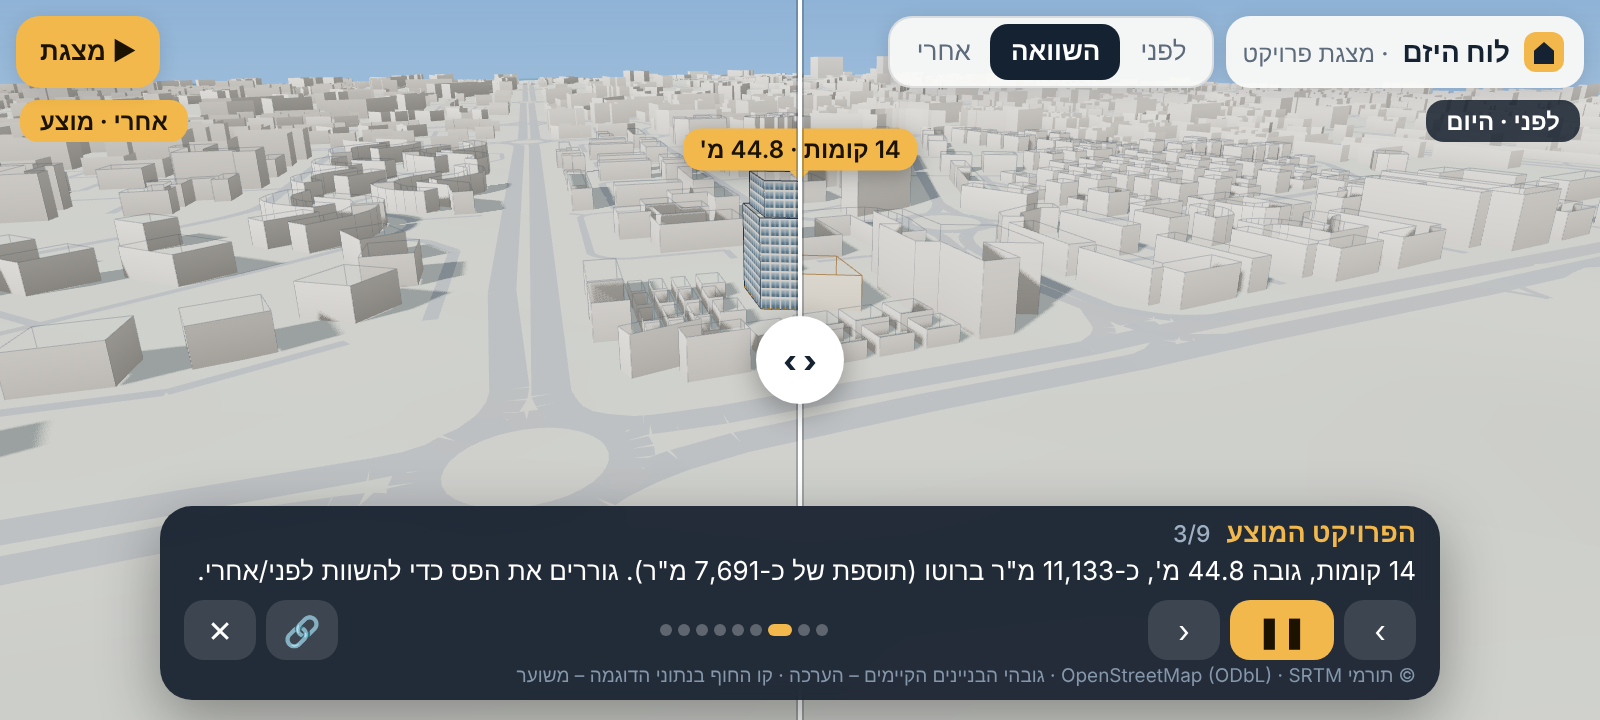 לוח היזם · מצגת פרויקט
לפני
השוואה
אחרי
▶ מצגת
לפני · היום
אחרי · מוצע
14 קומות · 44.8 מ'
הפרויקט המוצע 3/9
14 קומות, גובה 44.8 מ', כ-11,133 מ"ר ברוטו (תוספת של כ-7,691 מ"ר). גוררים את הפס כדי להשוות לפני/אחרי.
© תורמי OpenStreetMap (ODbL) · SRTM · גובהי הבניינים הקיימים – הערכה · קו החוף בנתוני הדוגמה – משוער